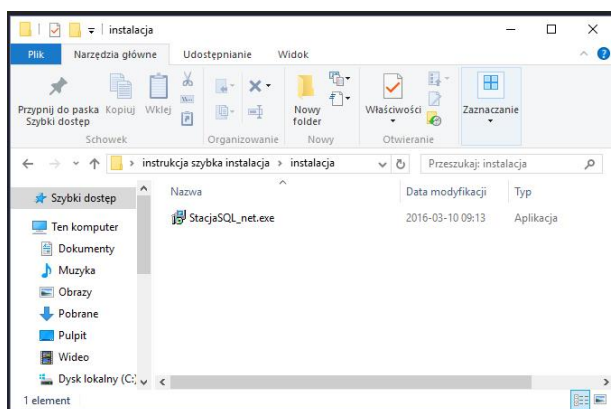 instalacja
Plik Narzędzia główne Udostępnianie Widok
Przypnij do paska Szybki dostęp
Kopiuj
Wklej
Nowy folder
Właściwości
Zaznaczanie
Schowek Organizowanie Nowy Otwieranie
instrukcja szybka instalacja > instalacja
Przeszukaj: instalacja
Szybki dostęp
Ten komputer
Dokumenty
Muzyka
Obrazy
Pobrane
Pulpit
Wideo
Dysk lokalny (C:)
Nazwa Data modyfikacji Typ
StacjaSQL_net.exe 2016-03-10 09:13 Aplikacja
1 element